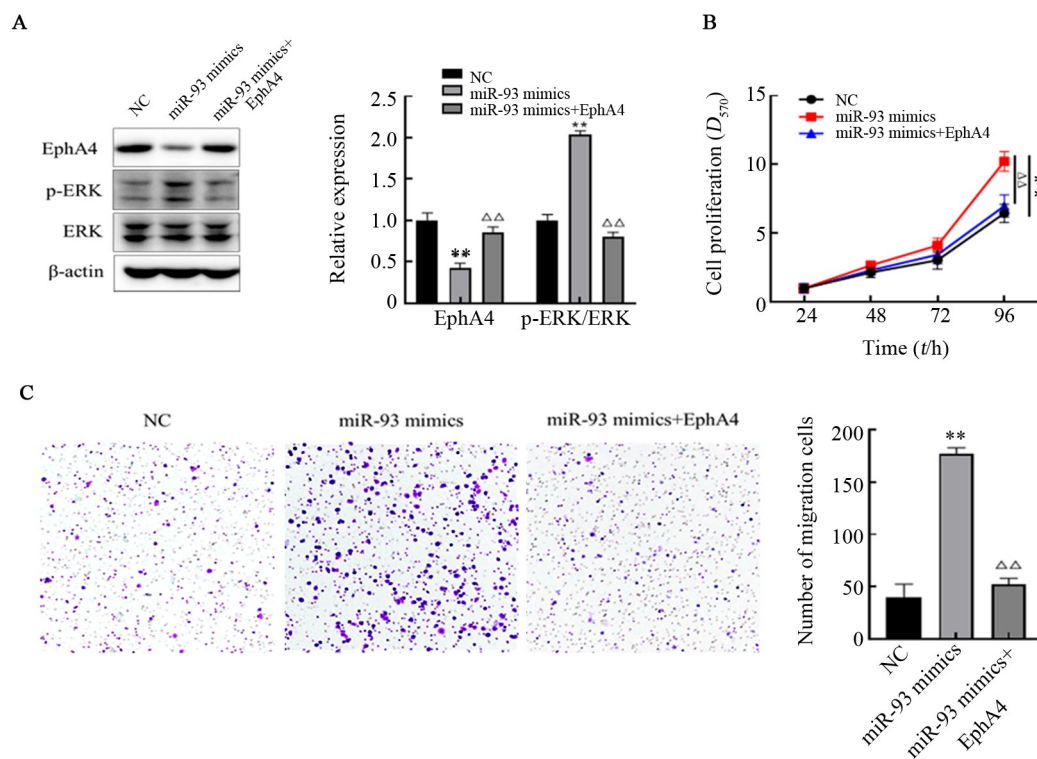 A
NC
miR-93 mimics
miR-93 mimics+
EphA4
EphA4
p-ERK
ERK
β-actin
NC
miR-93 mimics
miR-93 mimics+EphA4
Relative expression
2.5
2.0
1.5
1.0
0.5
0
**
△△
**
△△
EphA4
p-ERK/ERK
B
Cell proliferation (D570)
NC
miR-93 mimics
miR-93 mimics+EphA4
15
10
5
0
△△
**
24
48
72
96
Time (t/h)
C
NC
miR-93 mimics
miR-93 mimics+EphA4
Number of migration cells
200
150
100
50
0
**
△△
NC
miR-93 mimics
miR-93 mimics+
EphA4